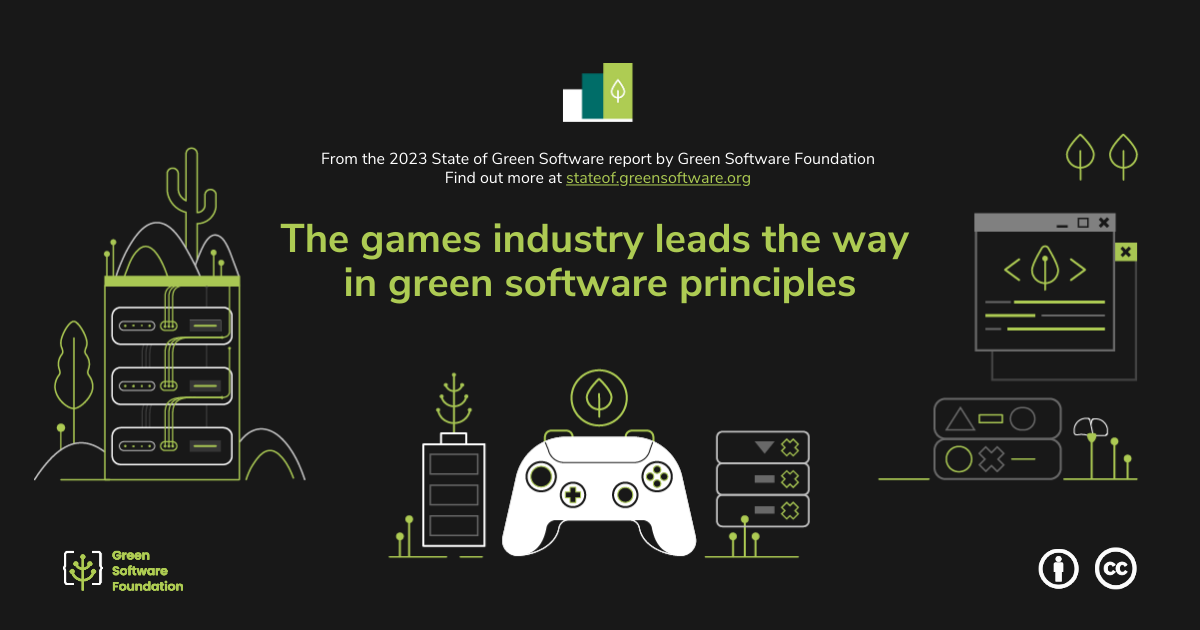 From the 2023 State of Green Software report by Green Software Foundation
Find out more at stateof.greensoftware.org
The games industry leads the way
in green software principles
Green
Software
Foundation
cc